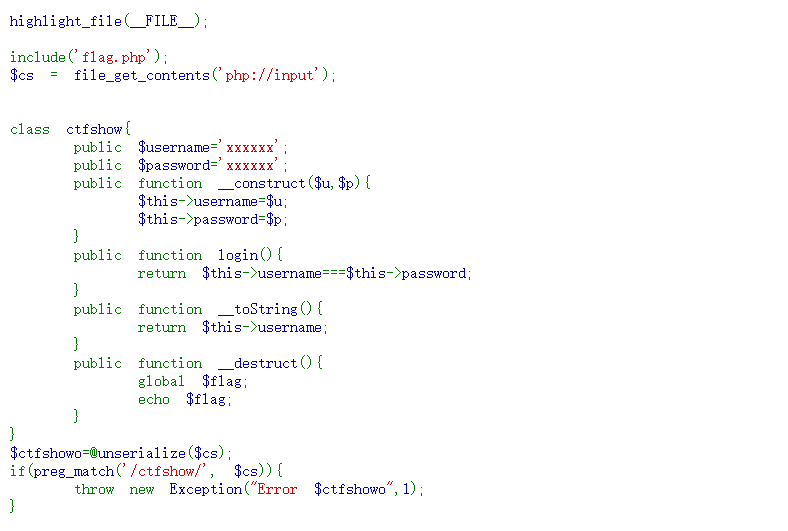 highlight_file(__FILE__);
include('flag.php');
$cs = file_get_contents('php://input');
class ctfshow{
public $username='xxxxxx';
public $password='xxxxxx';
public function __construct($u,$p){
$this->username=$u;
$this->password=$p;
}
public function login(){
return $this->username===$this->password;
}
public function __toString(){
return $this->username;
}
public function __destruct(){
global $flag;
echo $flag;
}
}
$ctfshowo=@unserialize($cs);
if(preg_match('/ctfshow/', $cs)){
throw new Exception("Error $ctfshowo",1);
}